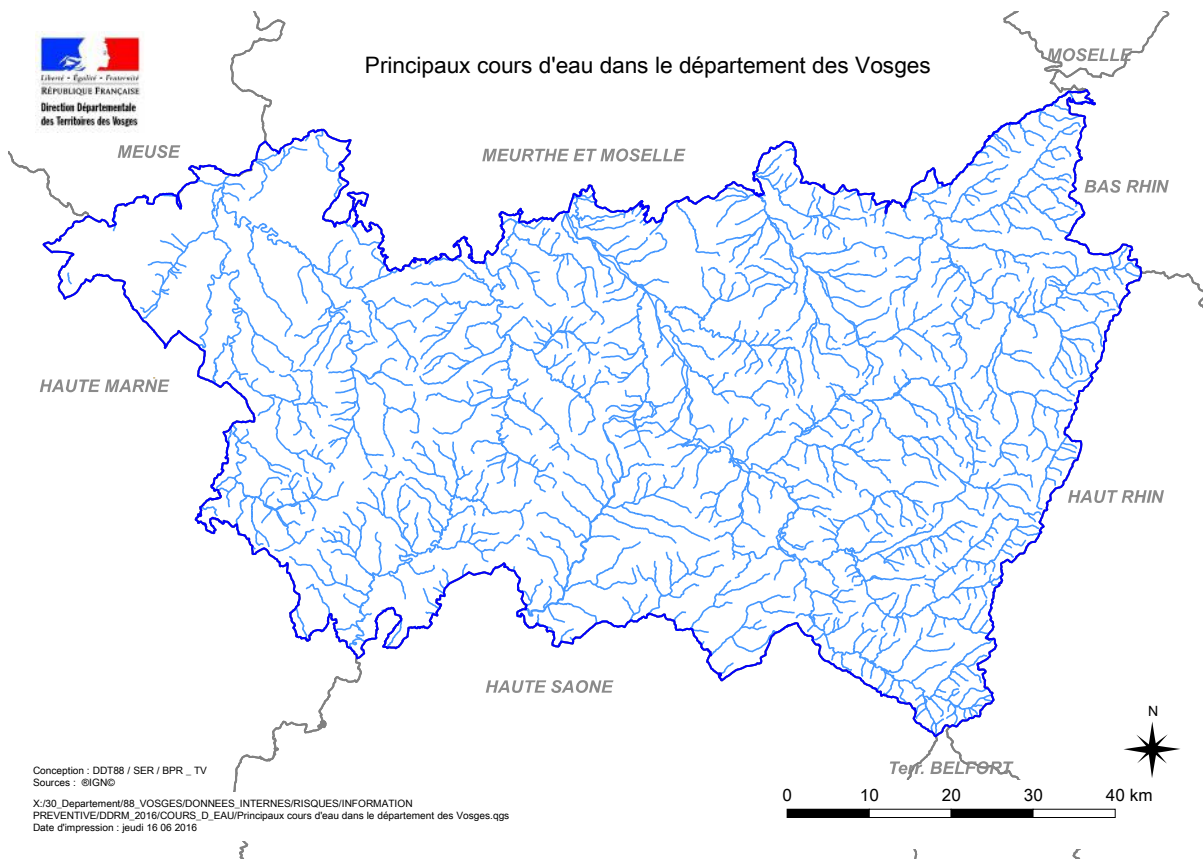 Principaux cours d'eau dans le département des Vosges
Liberté • Égalité • Fraternité
RÉPUBLIQUE FRANÇAISE
Direction Départementale
des Territoires des Vosges
MOSELLE
MEUSE
MEURTHE ET MOSELLE
BAS RHIN
HAUTE MARNE
HAUT RHIN
HAUTE SAONE
Terr. BELFORT
N
0 10 20 30 40 km
Conception : DDT88 / SER / BPR _ TV
Sources : ®IGN©
X:/30_Departement/88_VOSGES/DONNEES_INTERNES/RISQUES/INFORMATION
PREVENTIVE/DDRM_2016/COURS_D_EAU/Principaux cours d'eau dans le département des Vosges.qgs
Date d'impression : jeudi 16 06 2016